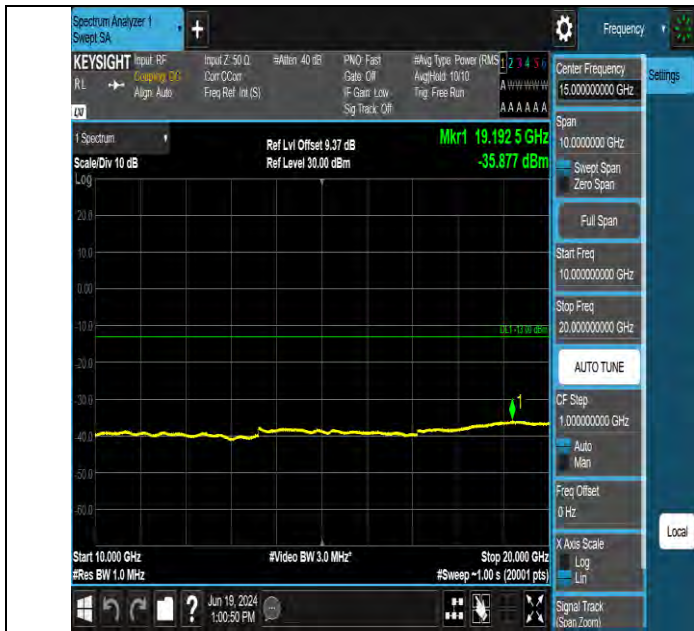 Spectrum Analyzer 1
Swept SA
+
Frequency
KEYSIGHT
RL
Input: RF
Coupling: DC
Align: Auto
Input Z: 50 Ω
Corr CCorr
Freq Ref: Int (S)
#Atten: 40 dB
PNO: Fast
Gate: Off
IF Gain: Low
Sig Track: Off
#Avg Type: Power (RMS
Avg|Hold: 10/10
Trig: Free Run
1 2 3 4 5 6
A W W W W W
A A A A A A
1 Spectrum
Scale/Div 10 dB
Ref Lvl Offset 9.37 dB
Ref Level 30.00 dBm
Mkr1 19.192 5 GHz
-35.877 dBm
Log
20.0
10.0
0.00
-10.0
-20.0
-30.0
-40.0
-50.0
-60.0
DL1 -13.00 dBm
1
Start 10.000 GHz
#Res BW 1.0 MHz
#Video BW 3.0 MHz*
Stop 20.000 GHz
#Sweep ~1.00 s (20001 pts)
Jun 19, 2024
1:00:50 PM
?
Center Frequency
15.000000000 GHz
Settings
Span
10.0000000 GHz
Swept Span
Zero Span
Full Span
Start Freq
10.000000000 GHz
Stop Freq
20.000000000 GHz
AUTO TUNE
CF Step
1.000000000 GHz
Auto
Man
Freq Offset
0 Hz
X Axis Scale
Log
Lin
Local
Signal Track
(Span Zoom)